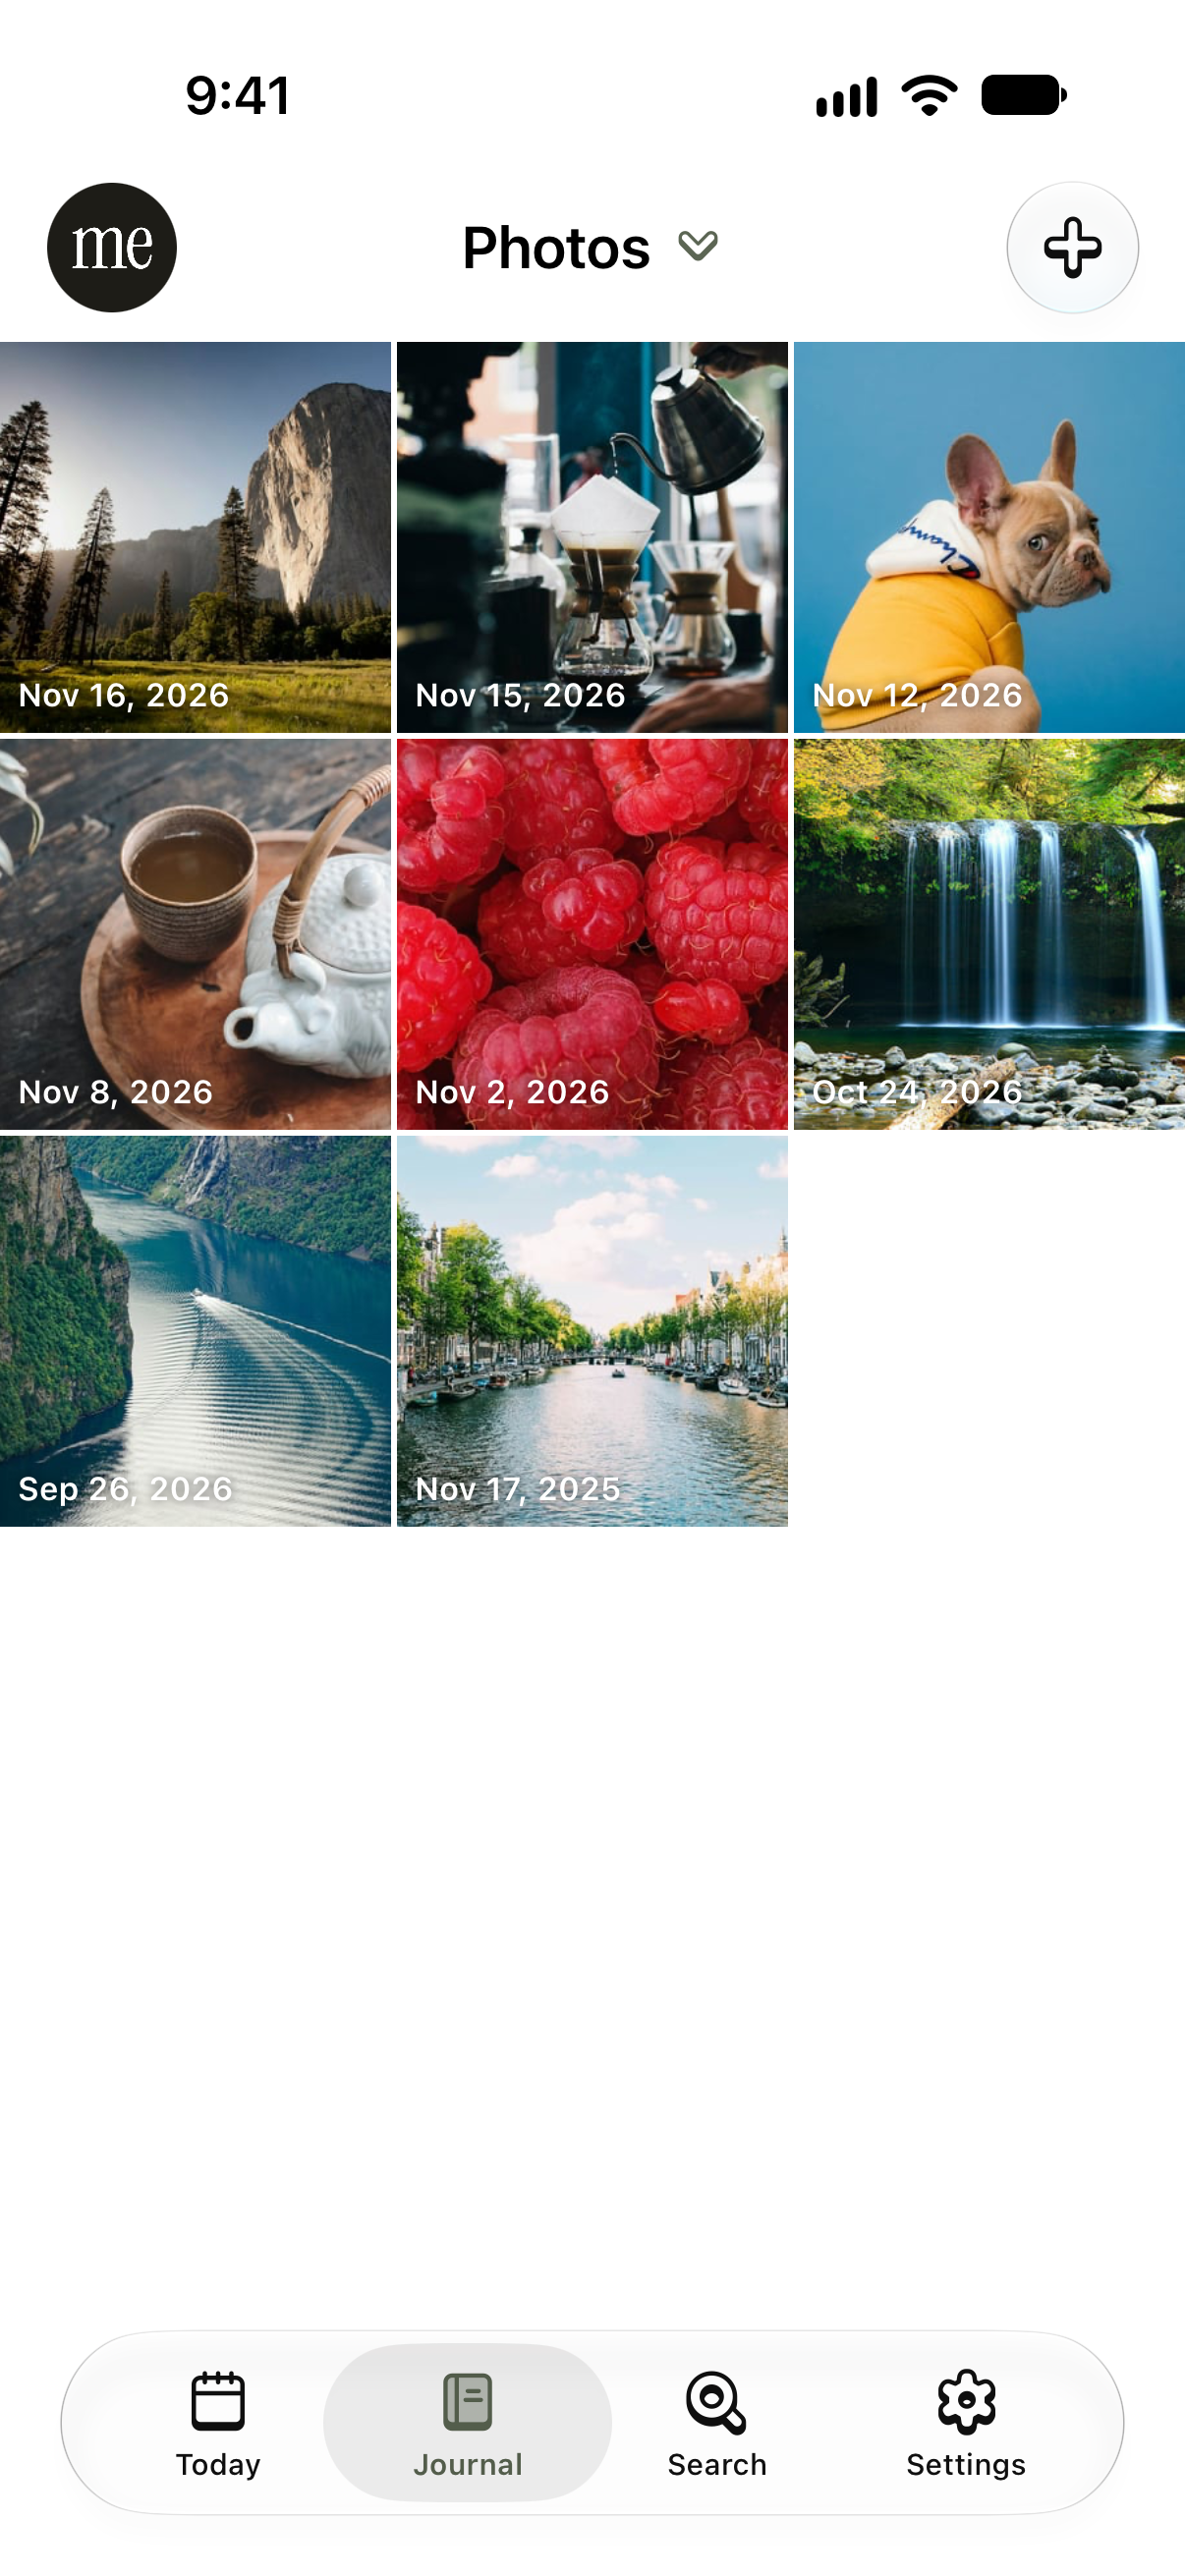 9:41
me
Photos
Nov 16, 2026
Nov 15, 2026
Champ
Nov 12, 2026
Nov 8, 2026
Nov 2, 2026
Oct 24, 2026
Sep 26, 2026
Nov 17, 2025
Today
Journal
Search
Settings